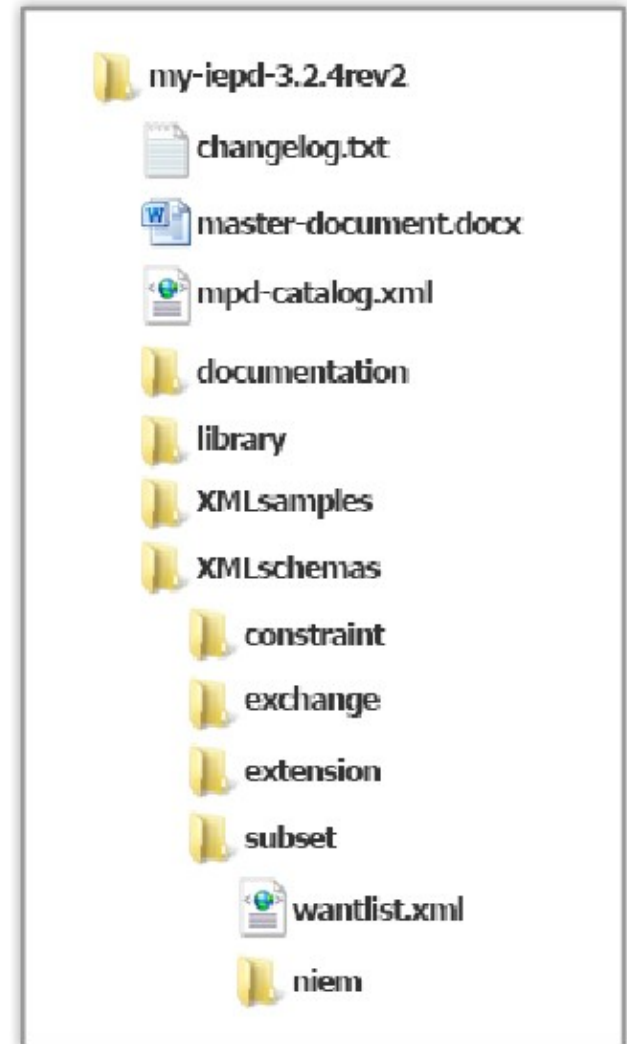 my-iepd-3.2.4rev2
changelog.txt
master-document.docx
mpd-catalog.xml
documentation
library
XMLsamples
XMLschemas
constraint
exchange
extension
subset
wantlist.xml
niem